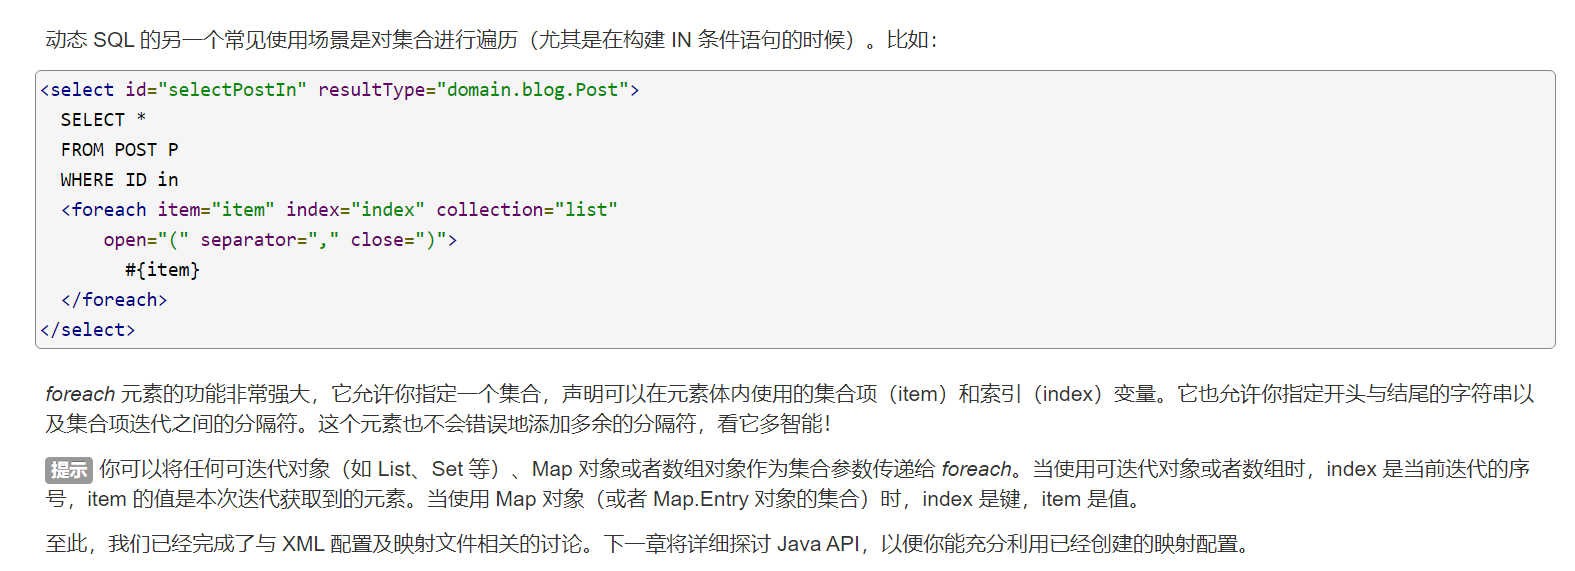 动态 SQL 的另一个常见使用场景是对集合进行遍历（尤其是在构建 IN 条件语句的时候）。比如：
<select id="selectPostIn" resultType="domain.blog.Post">
  SELECT *
  FROM POST P
  WHERE ID in
  <foreach item="item" index="index" collection="list"
      open="(" separator="," close=")">
        #{item}
  </foreach>
</select>
foreach 元素的功能非常强大，它允许你指定一个集合，声明可以在元素体内使用的集合项（item）和索引（index）变量。它也允许你指定开头与结尾的字符串以
及集合项迭代之间的分隔符。这个元素也不会错误地添加多余的分隔符，看它多智能！
提示 你可以将任何可迭代对象（如 List、Set 等）、Map 对象或者数组对象作为集合参数传递给 foreach。当使用可迭代对象或者数组时，index 是当前迭代的序
号，item 的值是本次迭代获取到的元素。当使用 Map 对象（或者 Map.Entry 对象的集合）时，index 是键，item 是值。
至此，我们已经完成了与 XML 配置及映射文件相关的讨论。下一章将详细探讨 Java API，以便你能充分利用已经创建的映射配置。